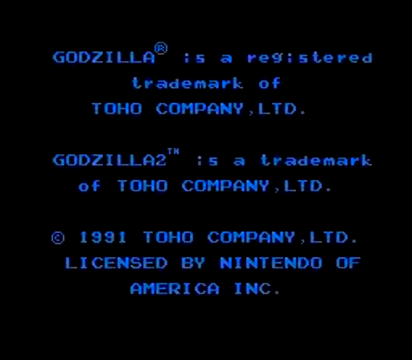 GODZILLA® is a registered
trademark of
TOHO COMPANY,LTD.
GODZILLA2™ is a trademark
of TOHO COMPANY,LTD.
© 1991 TOHO COMPANY,LTD.
LICENSED BY NINTENDO OF
AMERICA INC.